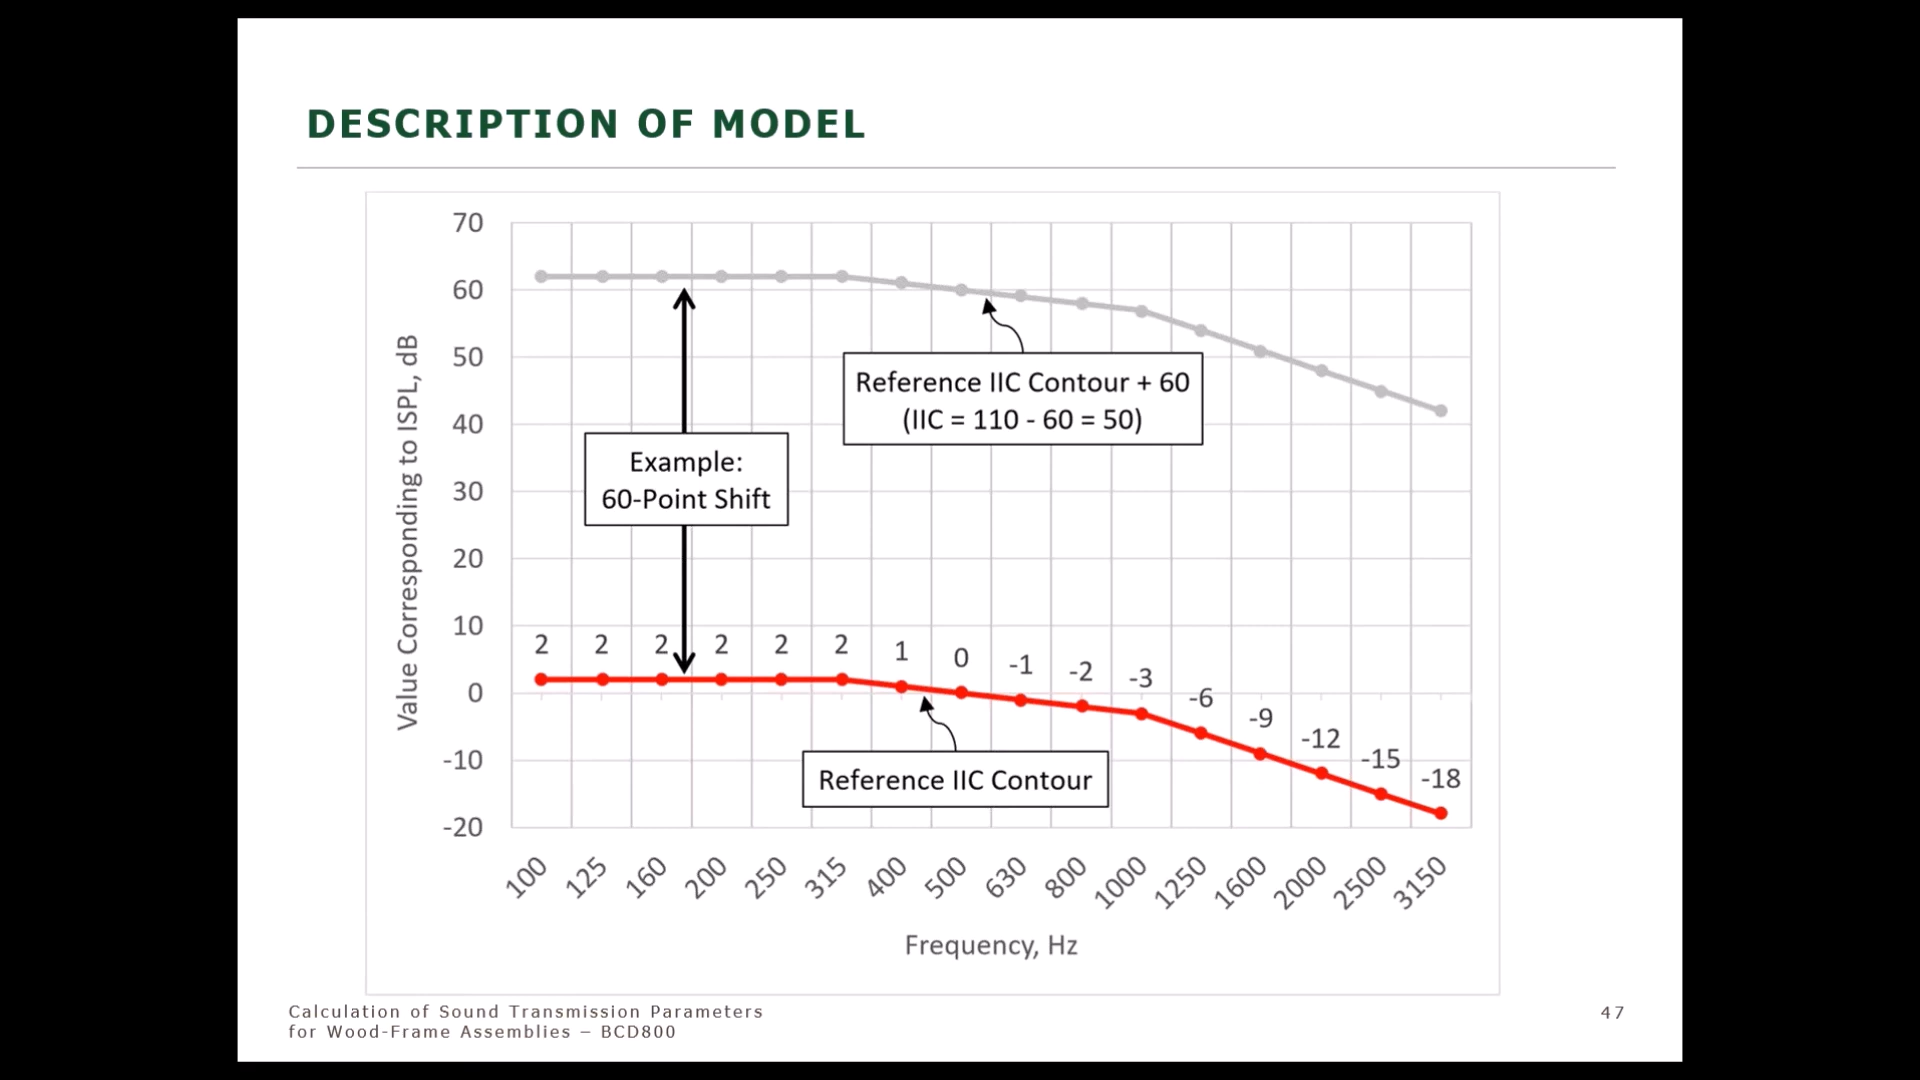 DESCRIPTION OF MODEL
70
60
50
40
30
20
10
0
-10
-20
Value Corresponding to ISPL, dB
Reference IIC Contour + 60
(IIC = 110 - 60 = 50)
Example:
60-Point Shift
2 2 2 2 2 2 1 0 -1 -2 -3 -6 -9 -12 -15 -18
Reference IIC Contour
100 125 160 200 250 315 400 500 630 800 1000 1250 1600 2000 2500 3150
Frequency, Hz
Calculation of Sound Transmission Parameters
for Wood-Frame Assemblies – BCD800
47